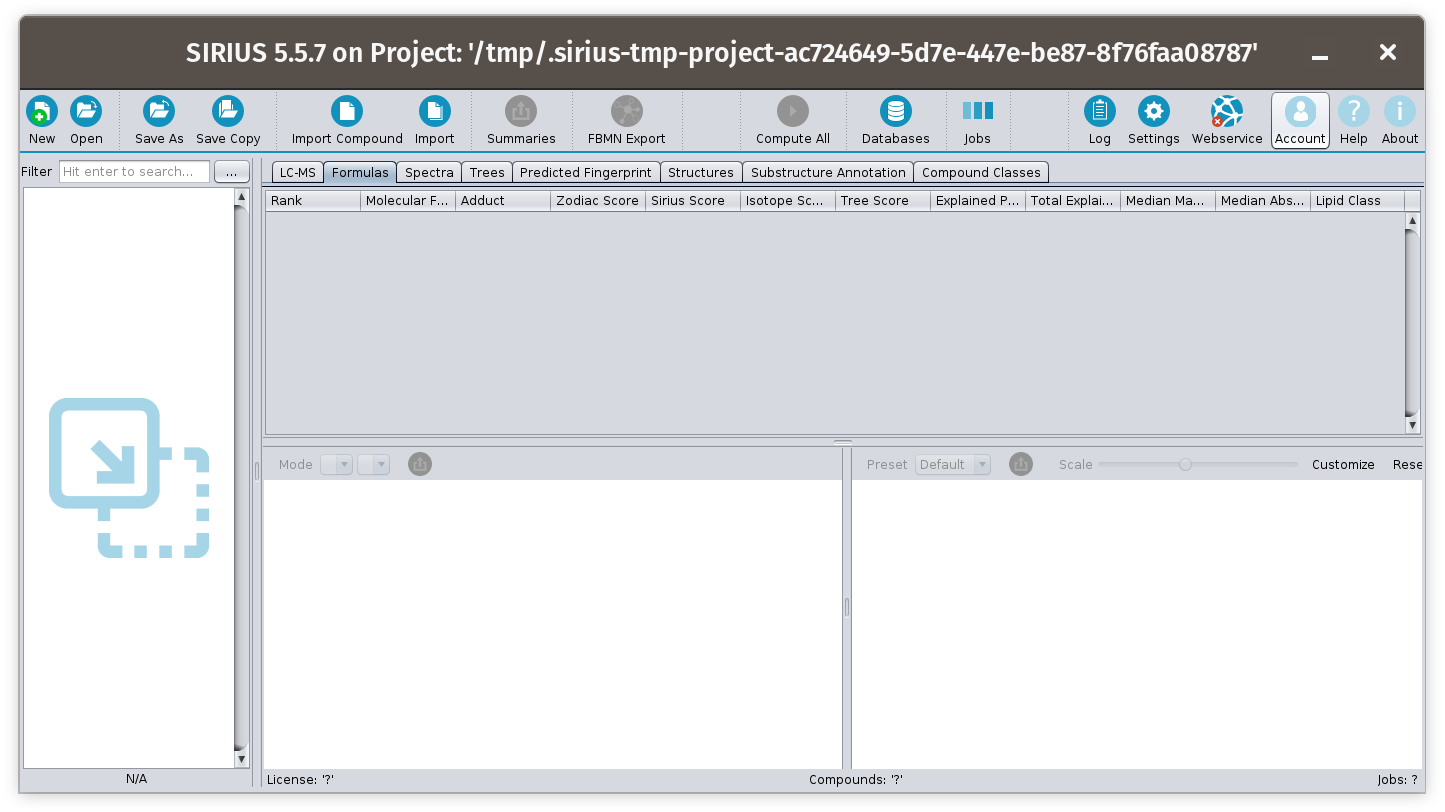 SIRIUS 5.5.7 on Project: '/tmp/.sirius-tmp-project-ac724649-5d7e-447e-be87-8f76faa08787'
New Open Save As Save Copy Import Compound Import Summaries FBMN Export Compute All Databases Jobs Log Settings Webservice Account Help About
Filter Hit enter to search... ... LC-MS Formulas Spectra Trees Predicted Fingerprint Structures Substructure Annotation Compound Classes
Rank Molecular F... Adduct Zodiac Score Sirius Score Isotope Sc... Tree Score Explained P... Total Explai... Median Ma... Median Abs... Lipid Class
Mode Preset Default Scale Customize Rese
N/A License: '?' Compounds: '?' Jobs: ?